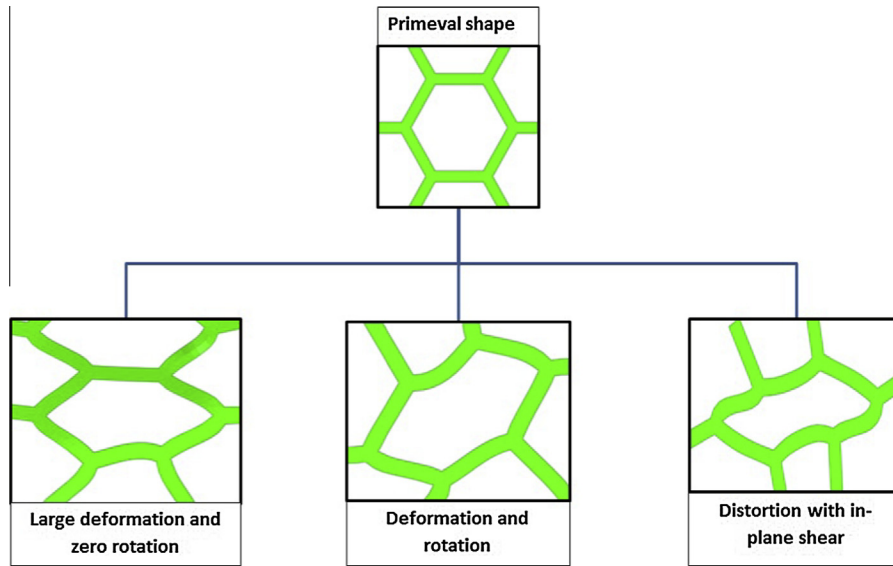 Primeval shape
Large deformation and
zero rotation
Deformation and
rotation
Distortion with in-
plane shear